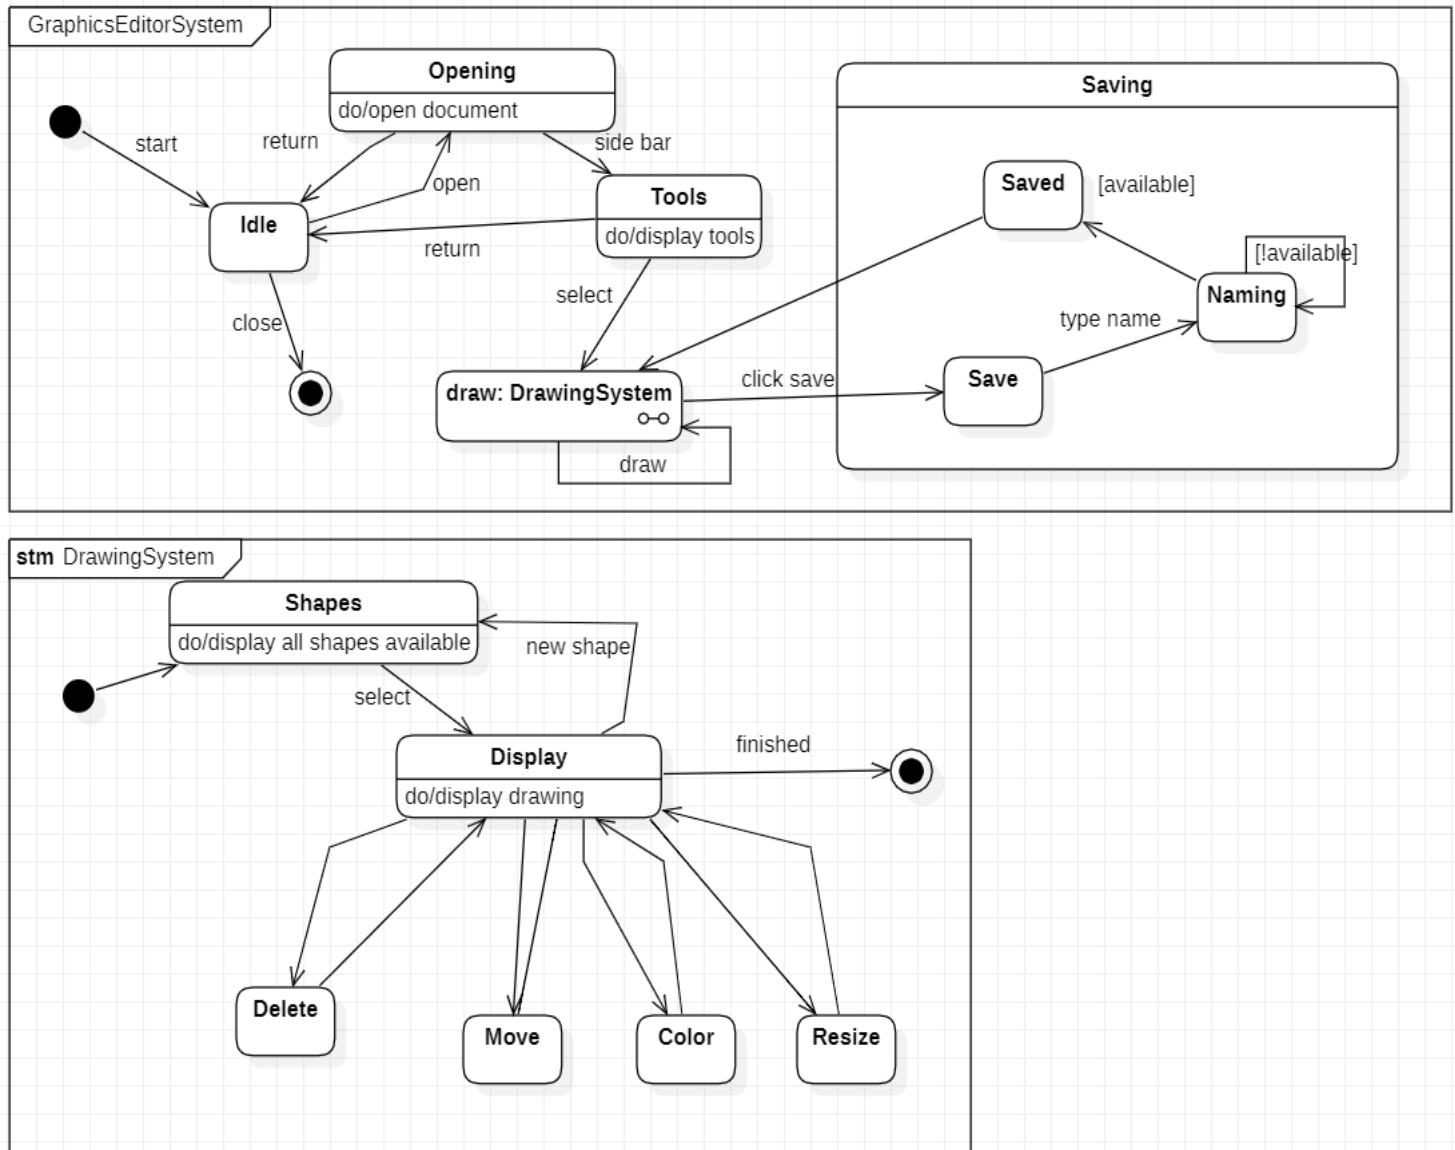 GraphicsEditorSystem
Opening
do/open document
Saving
start
return
side bar
open
Saved
[available]
Tools
do/display tools
Idle
return
[!available]
Naming
select
type name
close
click save
Save
draw: DrawingSystem
draw
stm DrawingSystem
Shapes
do/display all shapes available
new shape
select
Display
do/display drawing
finished
Delete
Move
Color
Resize